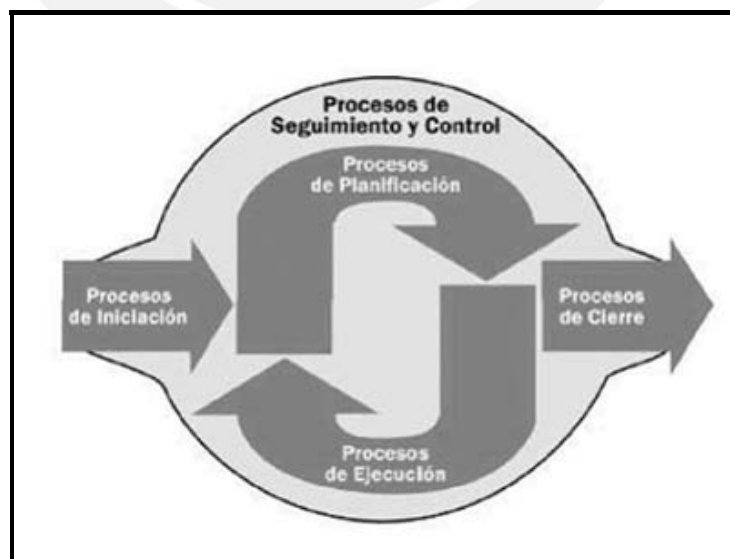 Procesos de
Seguimiento y Control
Procesos
de Planificación
Procesos
de Iniciación
Procesos
de Cierre
Procesos
de Ejecución